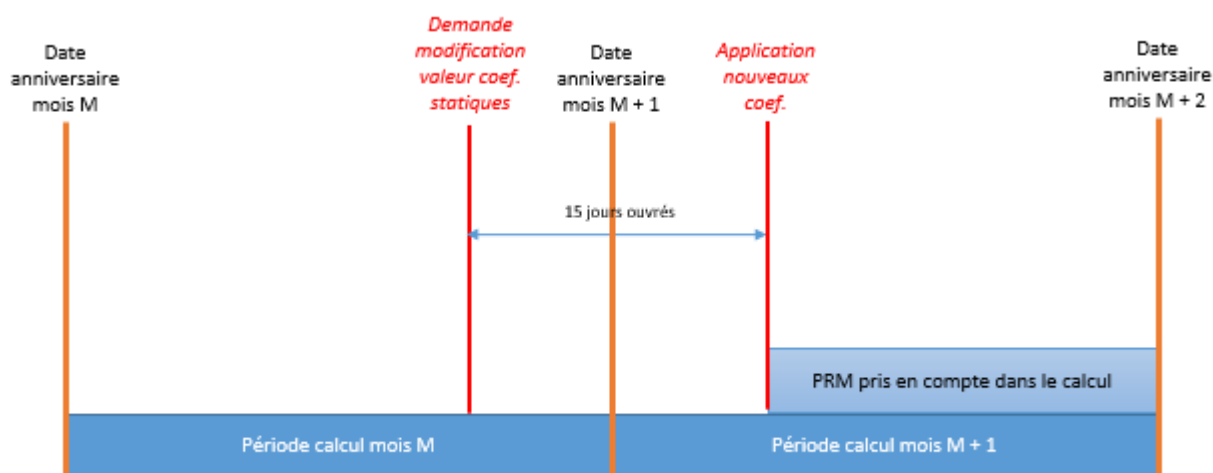 Date
anniversaire
mois M
Demande
modification
valeur coef.
statiques
Date
anniversaire
mois M + 1
Application
nouveaux
coef.
Date
anniversaire
mois M + 2
15 jours ouvrés
PRM pris en compte dans le calcul
Période calcul mois M
Période calcul mois M + 1